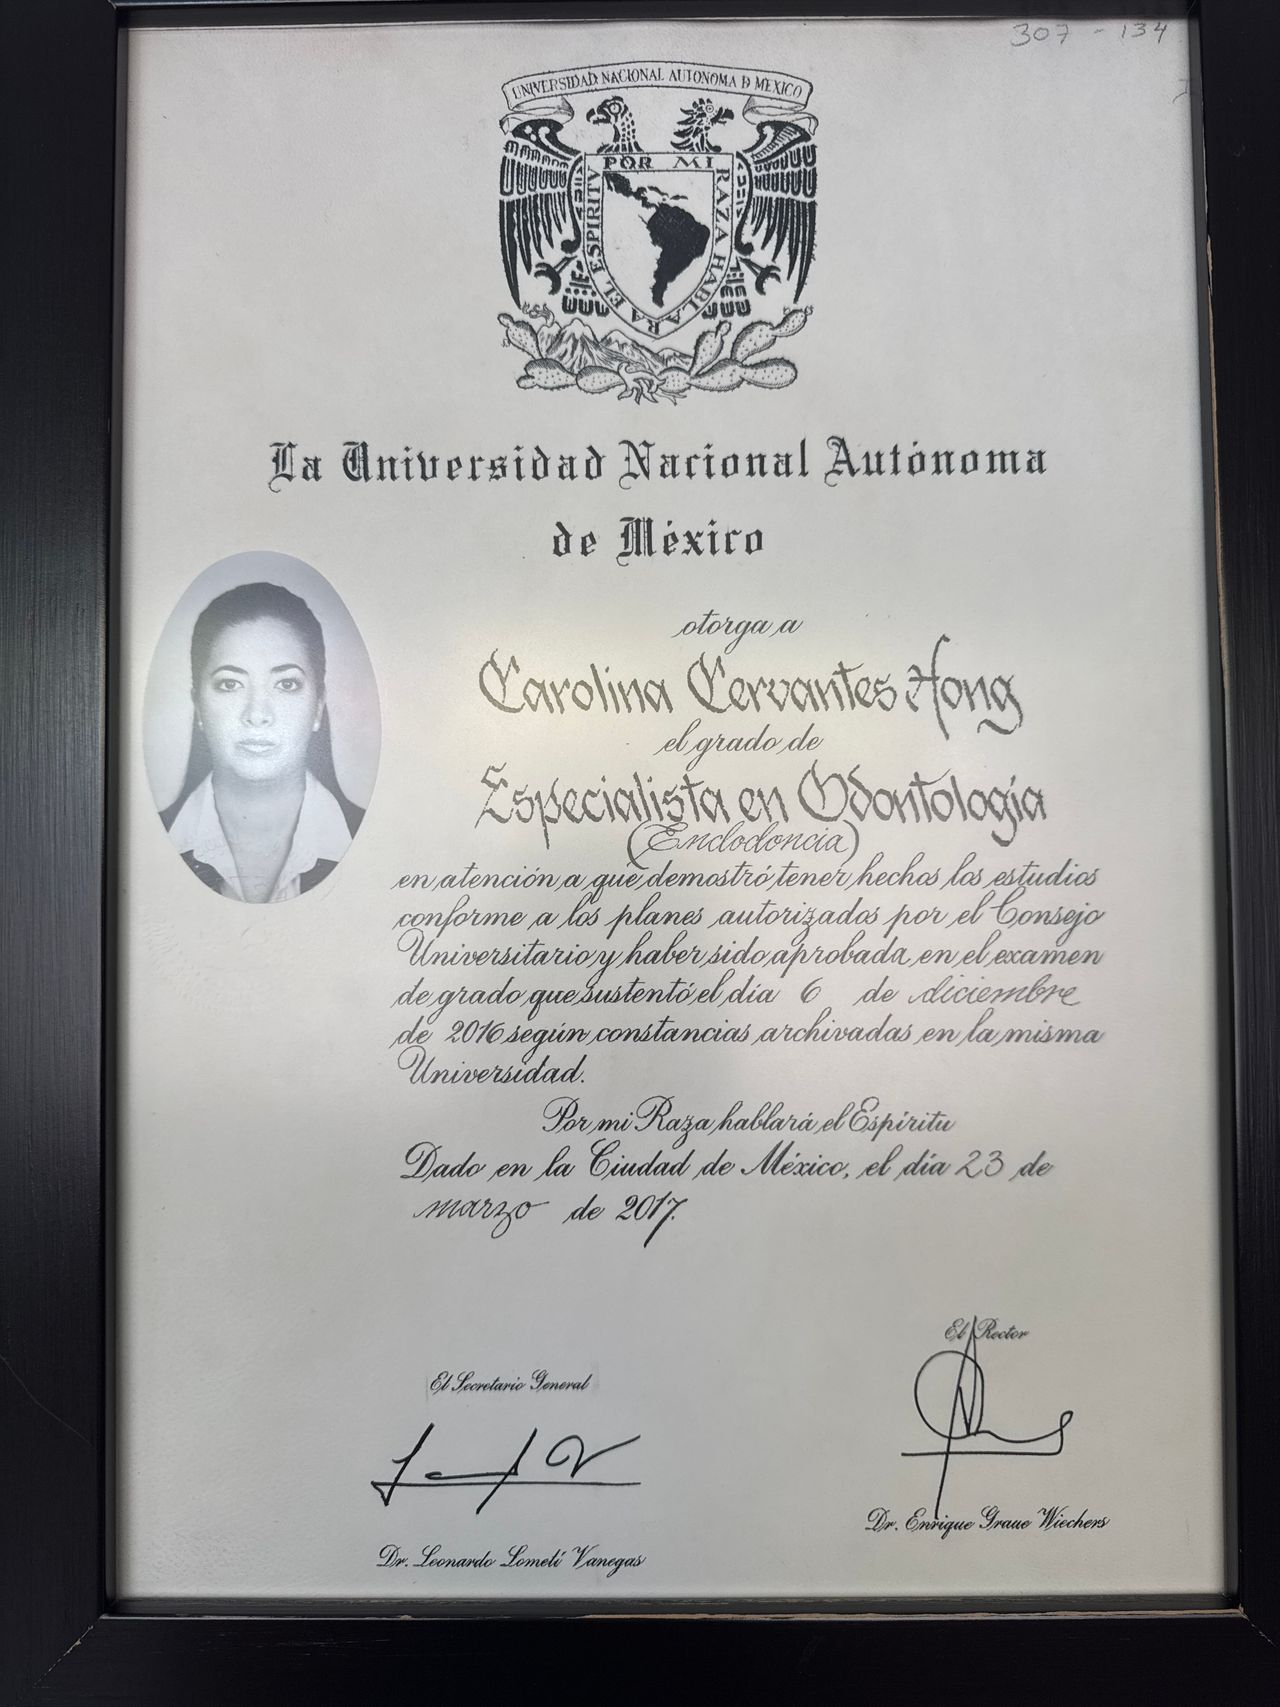 307 - 134
UNIVERSIDAD NACIONAL AUTONOMA D MEXICO
POR MI RAZA HABLARA EL ESPIRITV
La Universidad Nacional Autónoma
de México
otorga a
Carolina Cervantes Hong
el grado de
Especialista en Odontología
(Endodoncia)
en atención a que demostró tener hechos los estudios
conforme a los planes autorizados por el Consejo
Universitario y haber sido aprobada en el examen
de grado que sustentó el día 6 de diciembre
de 2016 según constancias archivadas en la misma
Universidad.
Por mi Raza hablará el Espíritu
Dado en la Ciudad de México, el día 23 de
marzo de 2017.
El Rector
El Secretario General
Dr. Enrique Graue Wiechers
Dr. Leonardo Lomelí Vanegas